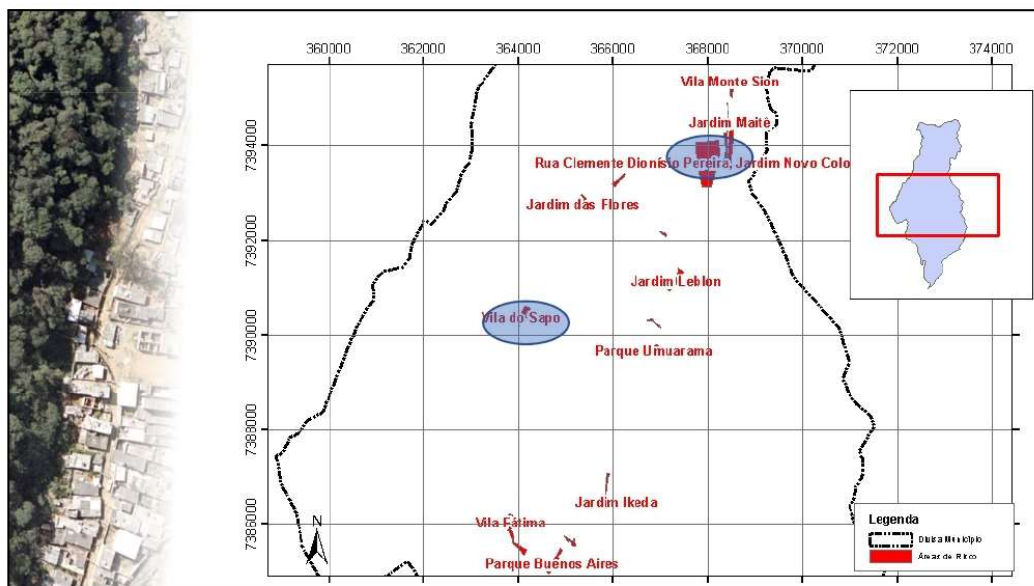 360000 362000 364000 366000 368000 370000 372000 374000
Vila Monte Sion
Jardim Maitê
7394000
Rua Clemente Dionísio Pereira, Jardim Novo Colo
Jardim das Flores
7392000
Jardim Leblon
Vila do Sapo
7390000
Parque Umuarama
7388000
Jardim Ikeda
7386000
Vila Fátima
Parque Buenos Aires
N
Legenda
Divisa Município
Áreas de Risco